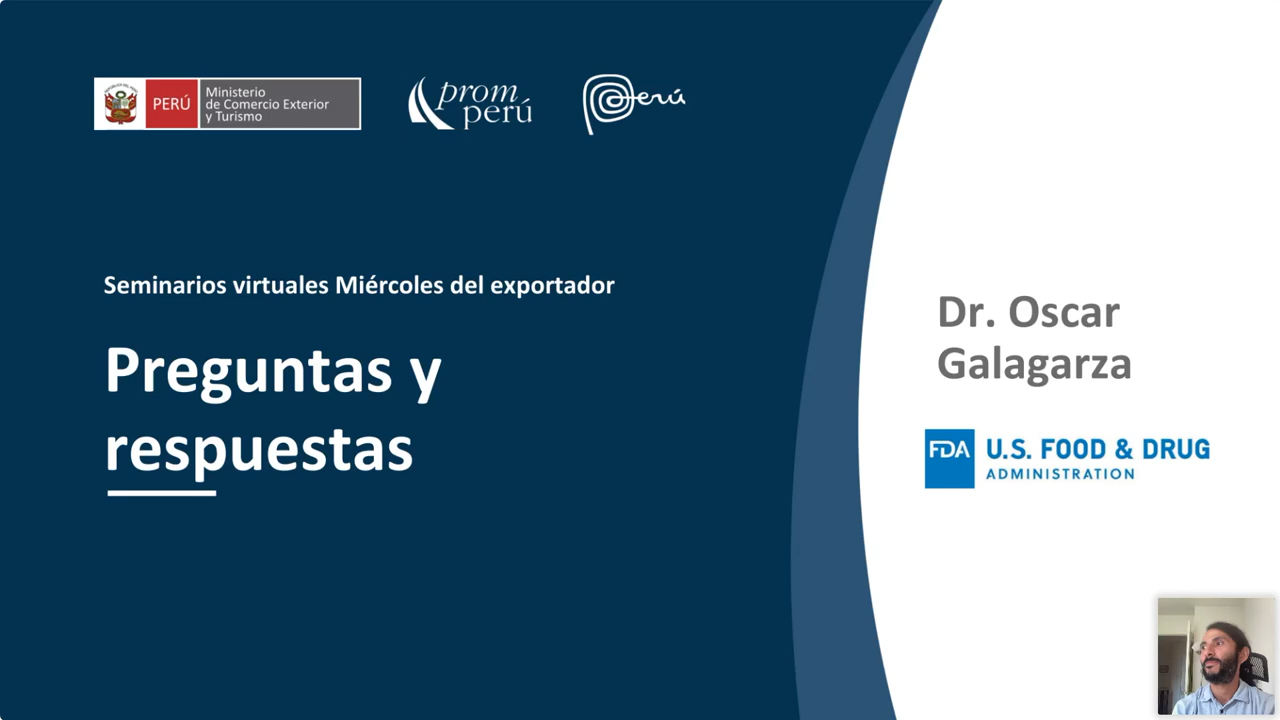 PERÚ
Ministerio
de Comercio Exterior
y Turismo
prom
perú
Perú
Seminarios virtuales Miércoles del exportador
Preguntas y
respuestas
Dr. Oscar
Galagarza
FDA
U.S. FOOD & DRUG
ADMINISTRATION